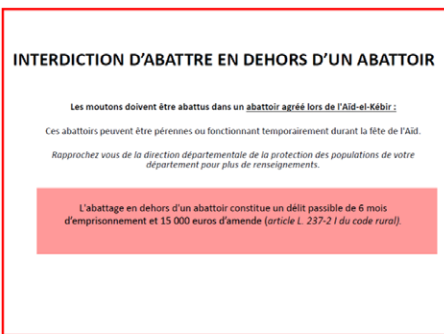 INTERDICTION D'ABATTRE EN DEHORS D'UN ABATTOIR
Les moutons doivent être abattus dans un abattoir agréé lors de l'Aïd-el-Kébir :
Ces abattoirs peuvent être pérennes ou fonctionnant temporairement durant la fête de l'Aïd.
Rapprochez vous de la direction départementale de la protection des populations de votre
département pour plus de renseignements.
L'abattage en dehors d'un abattoir constitue un délit passible de 6 mois
d'emprisonnement et 15 000 euros d'amende (article L. 237-2 I du code rural).